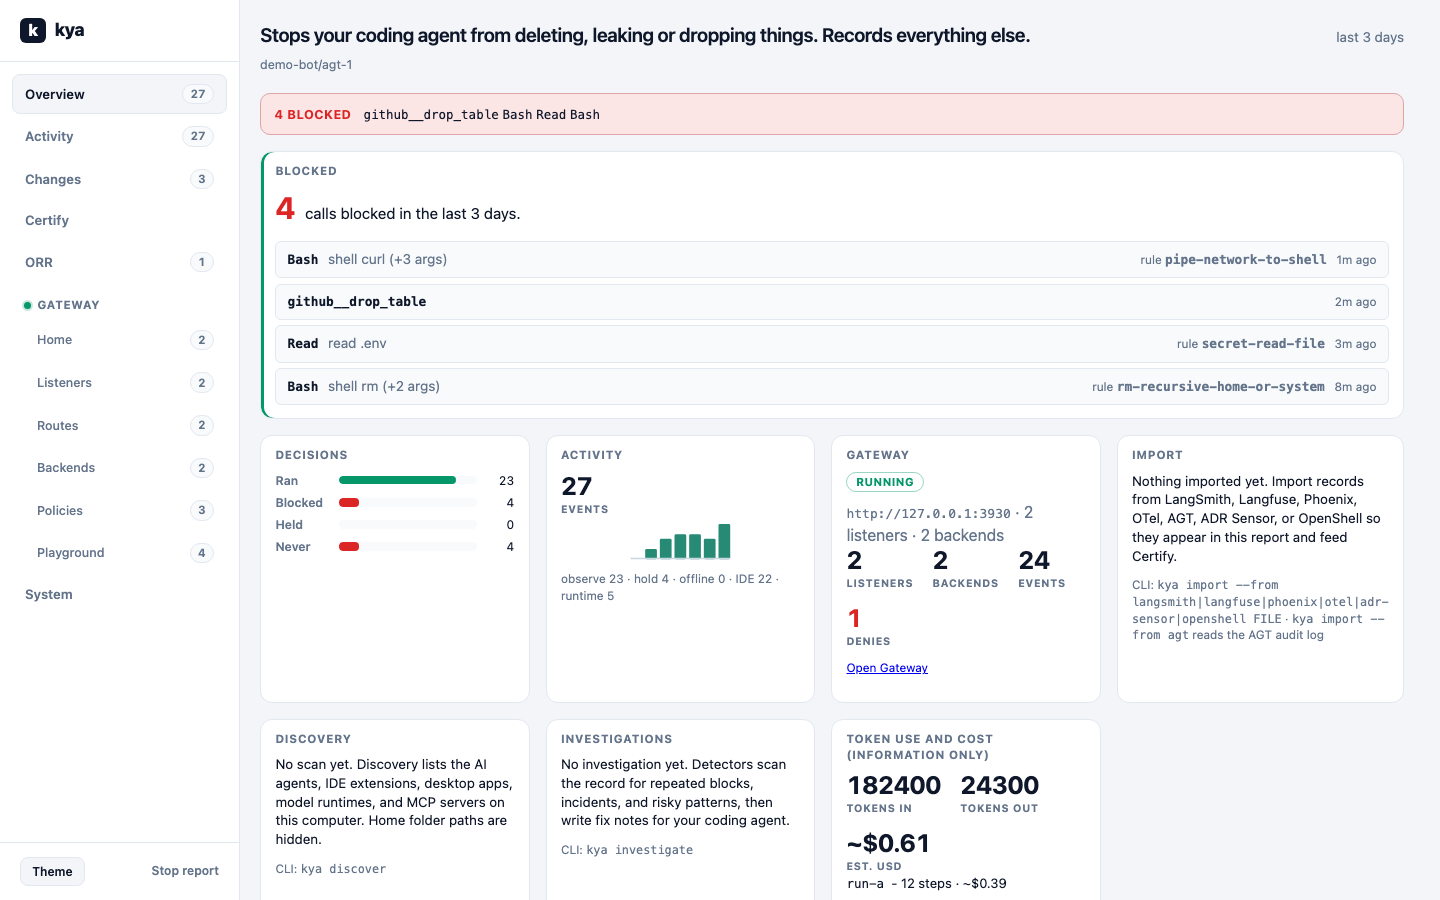 k kya
Overview 27
Activity 27
Changes 3
Certify
ORR 1
GATEWAY
Home 2
Listeners 2
Routes 2
Backends 2
Policies 3
Playground 4
System
Theme Stop report
Stops your coding agent from deleting, leaking or dropping things. Records everything else.
last 3 days
demo-bot/agt-1
4 BLOCKED github__drop_table Bash Read Bash
BLOCKED
4 calls blocked in the last 3 days.
Bash shell curl (+3 args) rule pipe-network-to-shell 1m ago
github__drop_table 2m ago
Read read .env rule secret-read-file 3m ago
Bash shell rm (+2 args) rule rm-recursive-home-or-system 8m ago
DECISIONS
Ran 23
Blocked 4
Held 0
Never 4
ACTIVITY
27
EVENTS
observe 23 · hold 4 · offline 0 · IDE 22 ·
runtime 5
GATEWAY
RUNNING
http://127.0.0.1:3930 · 2
listeners · 2 backends
2 2 24
LISTENERS BACKENDS EVENTS
1
DENIES
Open Gateway
IMPORT
Nothing imported yet. Import records
from LangSmith, Langfuse, Phoenix,
OTel, AGT, ADR Sensor, or OpenShell so
they appear in this report and feed
Certify.
CLI: kya import --from
langsmith|langfuse|phoenix|otel|adr-
sensor|openshell FILE · kya import --
from agt reads the AGT audit log
DISCOVERY
No scan yet. Discovery lists the AI
agents, IDE extensions, desktop apps,
model runtimes, and MCP servers on
this computer. Home folder paths are
hidden.
CLI: kya discover
INVESTIGATIONS
No investigation yet. Detectors scan
the record for repeated blocks,
incidents, and risky patterns, then
write fix notes for your coding agent.
CLI: kya investigate
TOKEN USE AND COST
(INFORMATION ONLY)
182400 24300
TOKENS IN TOKENS OUT
~$0.61
EST. USD
run-a - 12 steps · ~$0.39